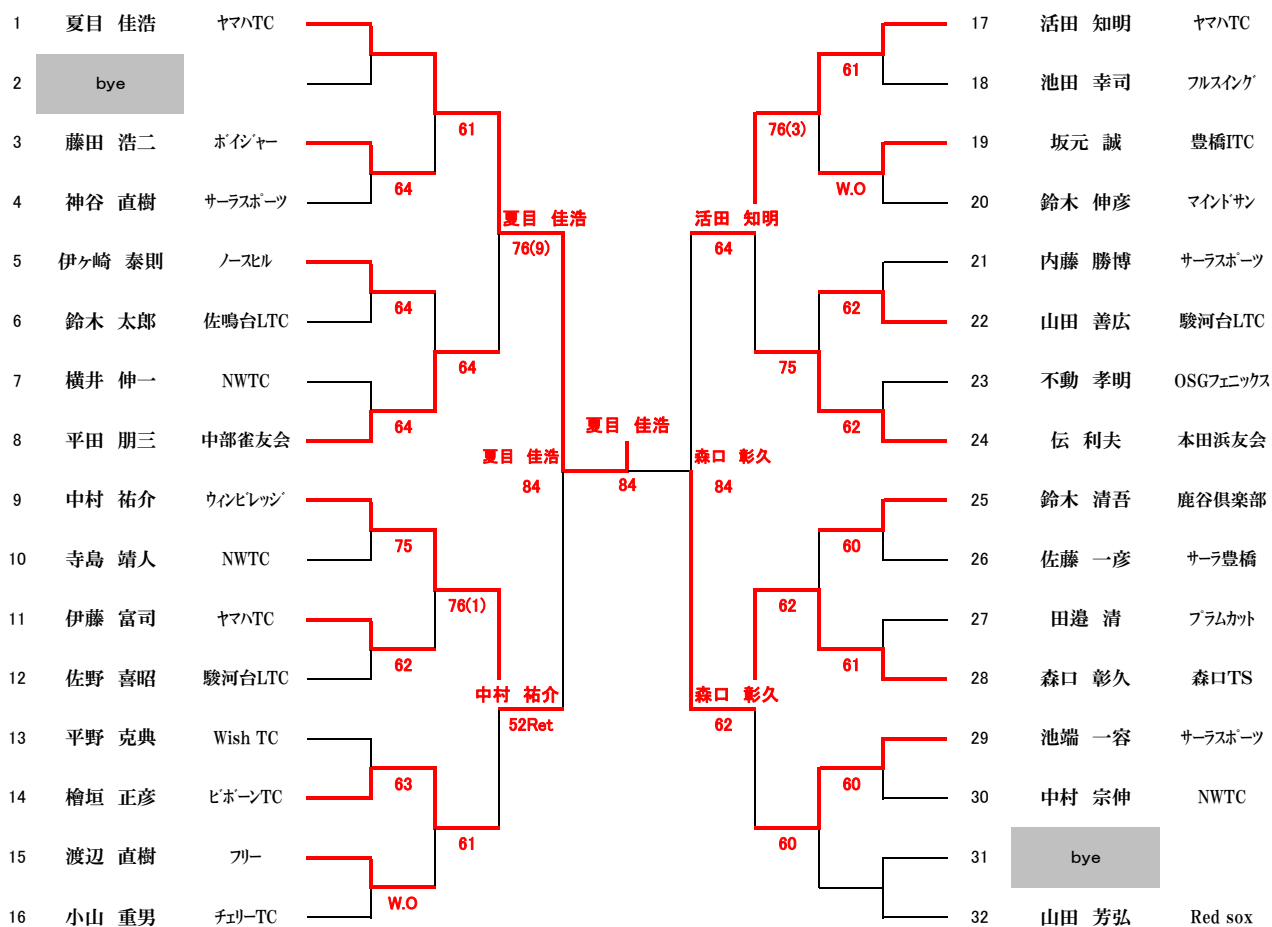 1 夏目 佳浩 ヤマハTC
2 bye
61
3 藤田 浩二 ボイジャー
64
4 神谷 直樹 サーラスポーツ
夏目 佳浩
76(9)
5 伊ヶ崎 泰則 ノースヒル
64
6 鈴木 太郎 佐鳴台LTC
64
7 横井 伸一 NWTC
64
8 平田 朋三 中部雀友会
夏目 佳浩
84
9 中村 祐介 ウィンビレッジ
75
10 寺島 靖人 NWTC
76(1)
11 伊藤 富司 ヤマハTC
62
12 佐野 喜昭 駿河台LTC
中村 祐介
52Ret
13 平野 克典 Wish TC
63
14 檜垣 正彦 ビボーンTC
61
15 渡辺 直樹 フリー
W.O
16 小山 重男 チェリーTC
夏目 佳浩
84
17 活田 知明 ヤマハTC
61
18 池田 幸司 フルスイング
76(3)
19 坂元 誠 豊橋ITC
W.O
20 鈴木 伸彦 マインドサン
活田 知明
64
21 内藤 勝博 サーラスポーツ
62
22 山田 善広 駿河台LTC
75
23 不動 孝明 OSGフェニックス
62
24 伝 利夫 本田浜友会
森口 彰久
84
25 鈴木 清吾 鹿谷倶楽部
60
26 佐藤 一彦 サーラ豊橋
62
27 田邉 清 プラムカット
61
28 森口 彰久 森口TS
森口 彰久
62
29 池端 一容 サーラスポーツ
60
30 中村 宗伸 NWTC
60
31 bye
32 山田 芳弘 Red sox